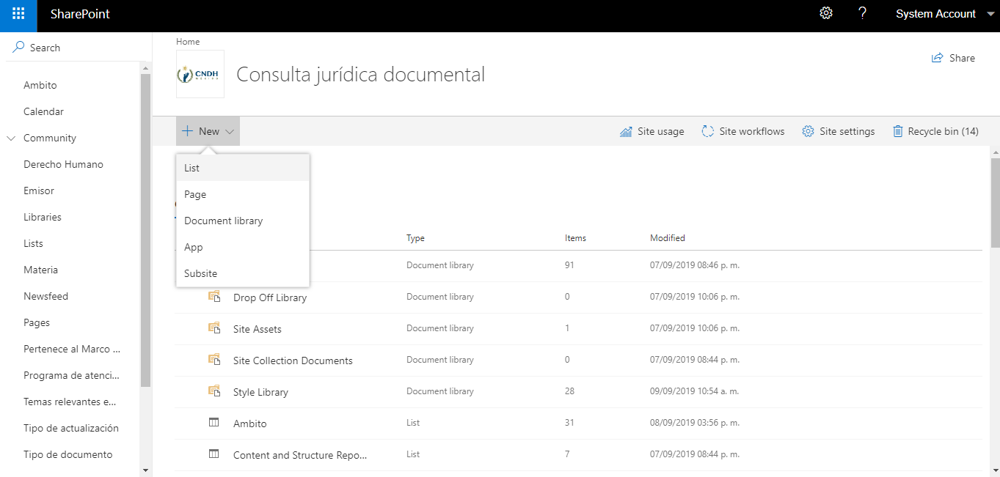 SharePoint
System Account
Search
Ambito
Calendar
Community
Derecho Humano
Emisor
Libraries
Lists
Materia
Newsfeed
Pages
Pertenece al Marco ...
Programa de atenci...
Temas relevantes e...
Tipo de actualización
Tipo de documento
Home
CNDH
MÉXICO
Consulta jurídica documental
Share
New
Site usage
Site workflows
Site settings
Recycle bin (14)
List
Page
Document library
App
Subsite
Type Items Modified
Document library 91 07/09/2019 08:46 p. m.
Drop Off Library Document library 0 07/09/2019 10:06 p. m.
Site Assets Document library 1 07/09/2019 10:06 p. m.
Site Collection Documents Document library 0 07/09/2019 08:44 p. m.
Style Library Document library 28 09/09/2019 10:54 a. m.
Ambito List 31 08/09/2019 03:56 p. m.
Content and Structure Repo... List 7 07/09/2019 08:44 p. m.